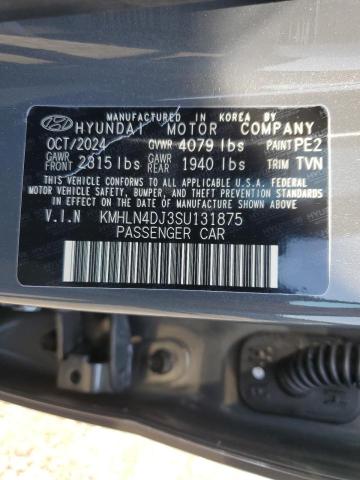 MANUFACTURED IN KOREA BY
HYUNDAI MOTOR COMPANY
OCT/2024 GVWR 4079 lbs PAINT PE2
GAWR FRONT 2315 lbs GAWR REAR 1940 lbs TRIM TVN
THIS VEHICLE CONFORMS TO ALL APPLICABLE FEDERAL
MOTOR VEHICLE SAFETY, BUMPER, AND THEFT PREVENTION
STANDARDS IN EFFECT ON THE DATE OF
MANUFACTURE SHOWN ABOVE.
V.I.N KMHLN4DJ3SU131875
PASSENGER CAR